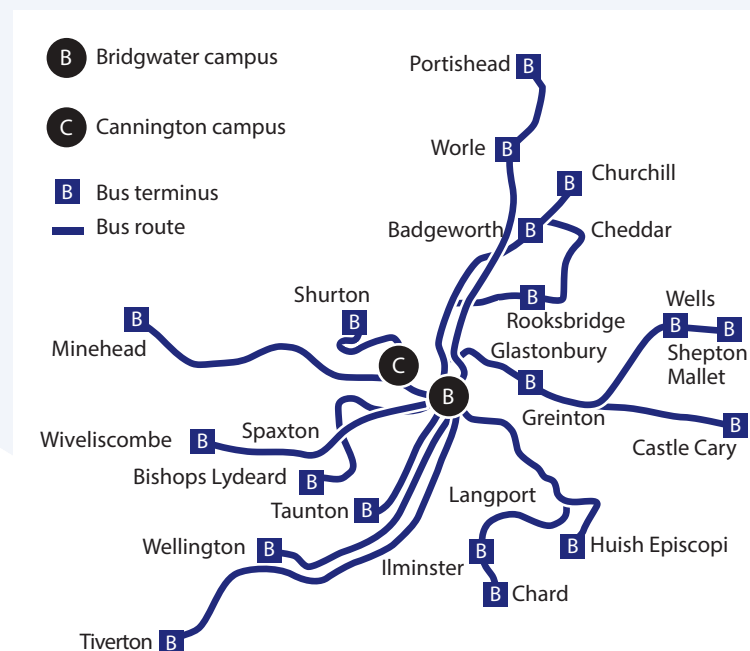 B Bridgwater campus
C Cannington campus
B Bus terminus
Bus route
Portishead B
Worle B
B Churchill
Badgeworth B Cheddar
Shurton
B
B
Minehead
B
Rooksbridge
Wells
B B
Shepton
Mallet
Glastonbury
B
Greinton
C
B
B
Castle Cary
Wiveliscombe B
Spaxton
Bishops Lydeard B
Taunton B
Langport
Wellington B
Ilminster B
B Huish Episcopi
B Chard
Tiverton B